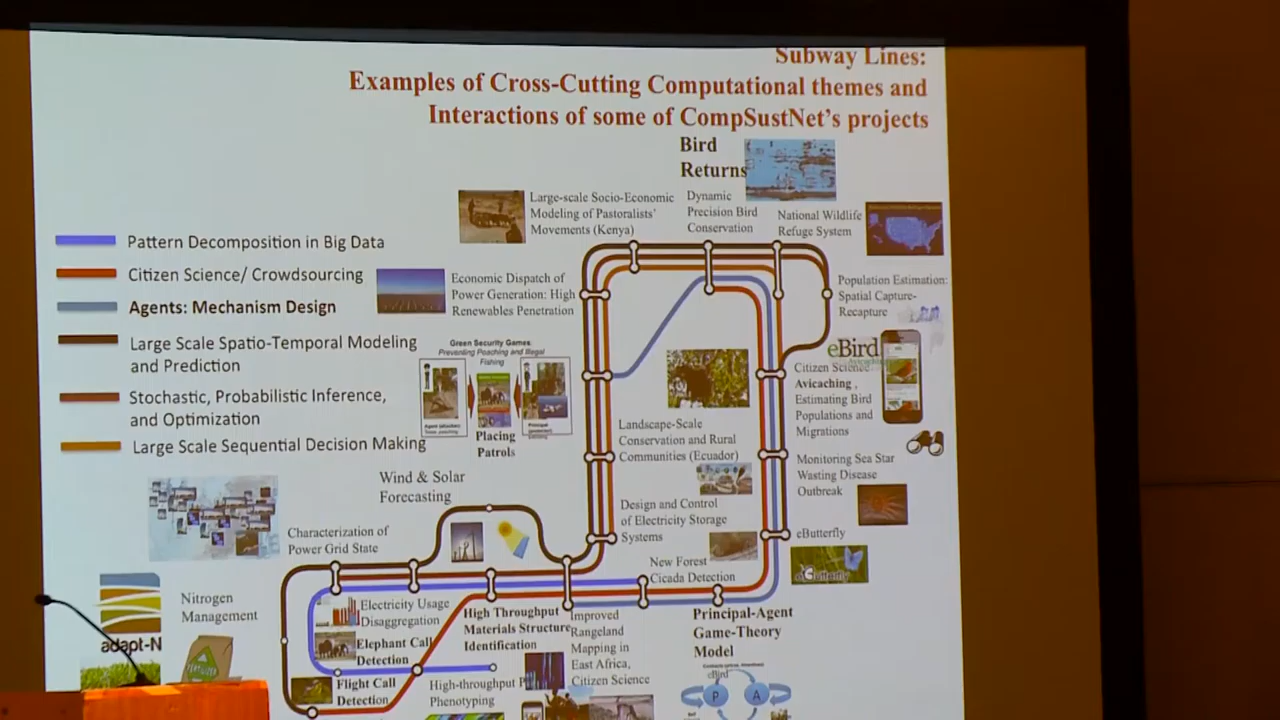 Subway Lines:
Examples of Cross-Cutting Computational themes and
Interactions of some of CompSustNet's projects
Bird
Returns
Large-scale Socio-Economic
Modeling of Pastoralists'
Movements (Kenya)
Dynamic
Precision Bird
Conservation
National Wildlife
Refuge System
Pattern Decomposition in Big Data
Citizen Science/ Crowdsourcing
Agents: Mechanism Design
Large Scale Spatio-Temporal Modeling
and Prediction
Stochastic, Probabilistic Inference,
and Optimization
Large Scale Sequential Decision Making
Economic Dispatch of
Power Generation: High
Renewables Penetration
Population Estimation:
Spatial Capture-
Recapture
Green Security Games:
Preventing Poaching and Illegal
Fishing
Placing
Patrols
eBird
Citizen Science
Avicaching ,
Estimating Bird
Populations and
Migrations
Landscape-Scale
Conservation and Rural
Communities (Ecuador)
Monitoring Sea Star
Wasting Disease
Outbreak
Wind & Solar
Forecasting
Design and Control
of Electricity Storage
Systems
eButterfly
eButterfly
Characterization of
Power Grid State
New Forest
Cicada Detection
adapt-N
Nitrogen
Management
Electricity Usage
Disaggregation
Elephant Call
Detection
Flight Call
Detection
High Throughput
Materials Structure
Identification
High-throughput
Phenotyping
Improved
Rangeland
Mapping in
East Africa,
Citizen Science
Principal-Agent
Game-Theory
Model
eBird
P
A